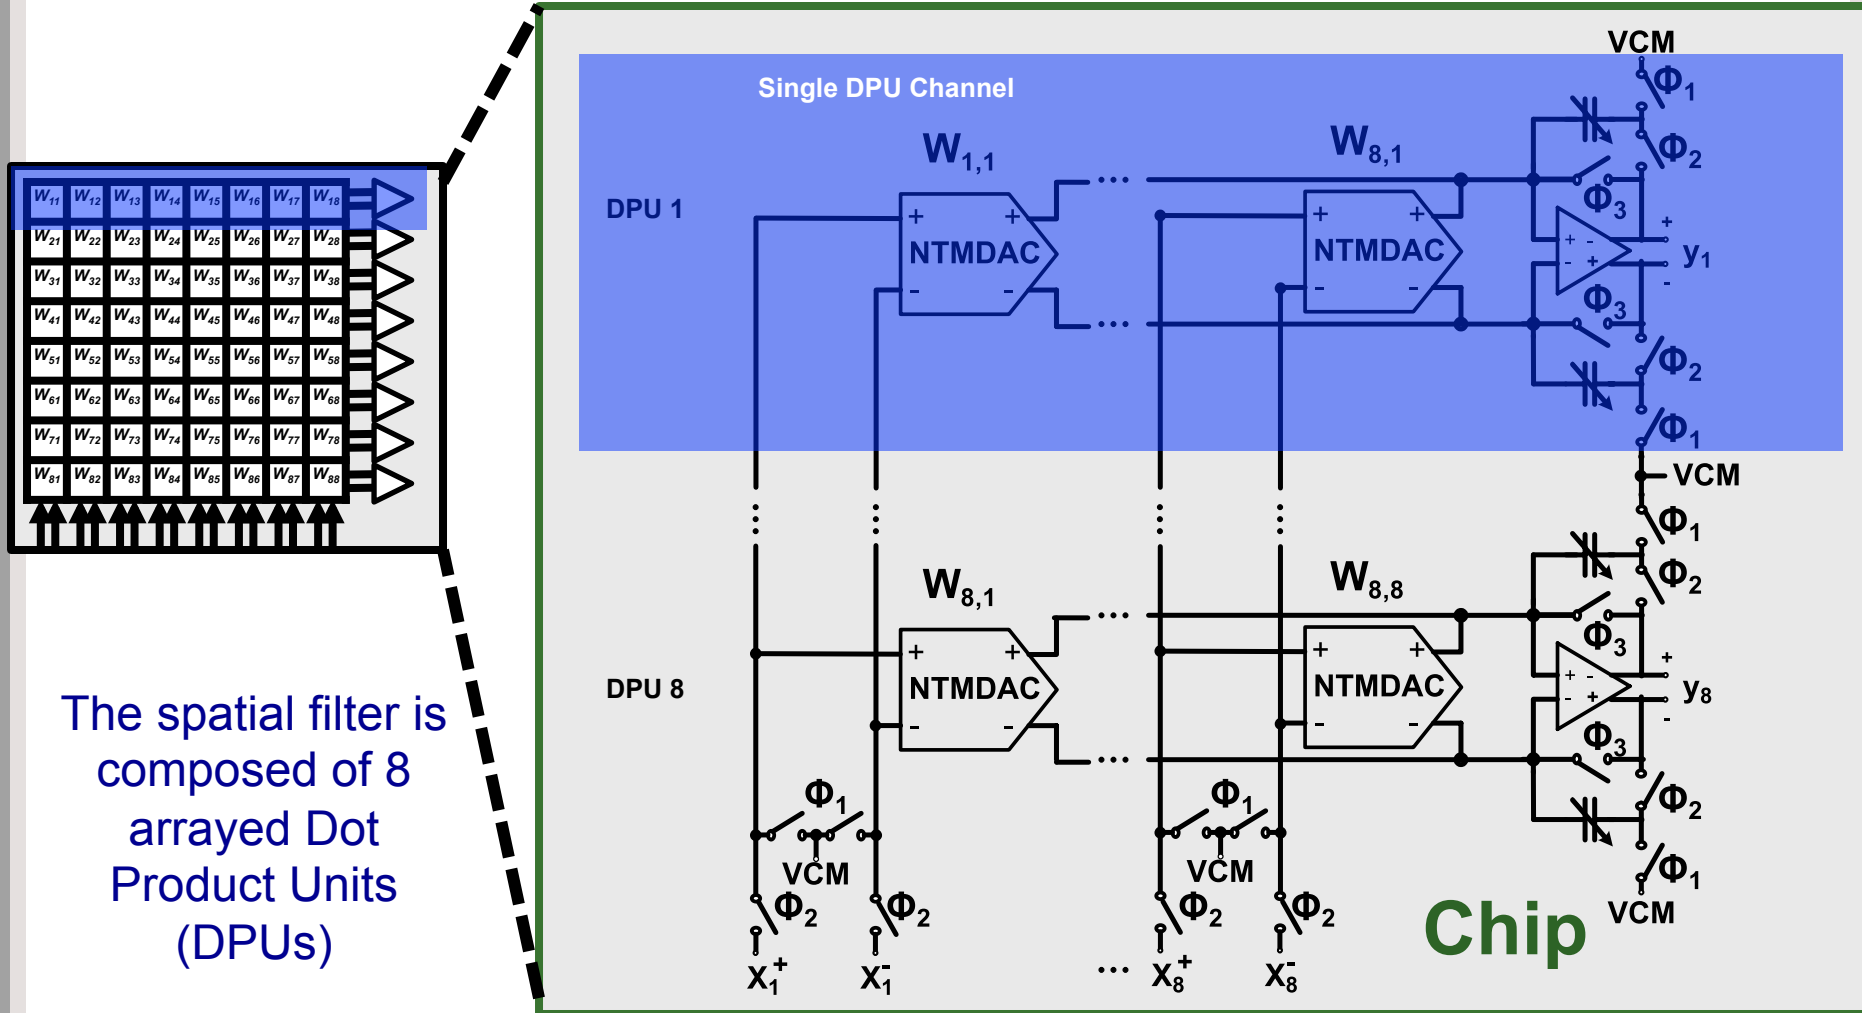 W11 W12 W13 W14 W15 W16 W17 W18
W21 W22 W23 W24 W25 W26 W27 W28
W31 W32 W33 W34 W35 W36 W37 W38
W41 W42 W43 W44 W45 W46 W47 W48
W51 W52 W53 W54 W55 W56 W57 W58
W61 W62 W63 W64 W65 W66 W67 W68
W71 W72 W73 W74 W75 W76 W77 W78
W81 W82 W83 W84 W85 W86 W87 W88
The spatial filter is
composed of 8
arrayed Dot
Product Units
(DPUs)
VCM
Single DPU Channel
Φ1
W1,1 W8,1
Φ2
DPU 1
+ + + +
Φ3
NTMDAC NTMDAC
+ - +
- + y1
- - - -
-
Φ3
Φ2
Φ1
VCM
... ... ... ...
Φ1
W8,1 W8,8
Φ2
... ...
Φ3
+ + + +
DPU 8
NTMDAC NTMDAC
+ - +
- + y8
- - - -
-
Φ3
... ...
Φ1 Φ1
Φ2
VCM VCM
Φ1
Φ2 Φ2 Φ2 Φ2
VCM
Chip
X1+ X1- ... X8+ X8-